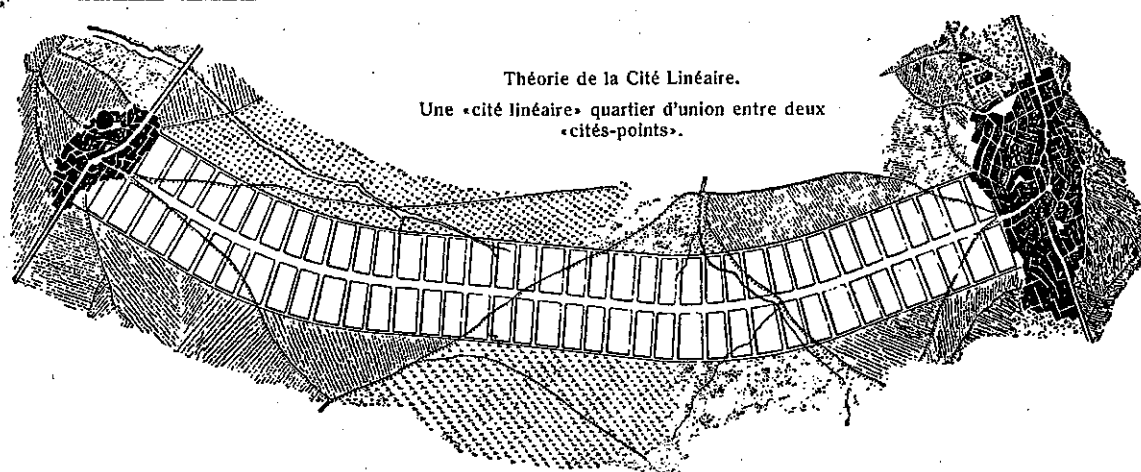 Théorie de la Cité Linéaire.
Une «cité linéaire» quartier d'union entre deux
«cités-points».